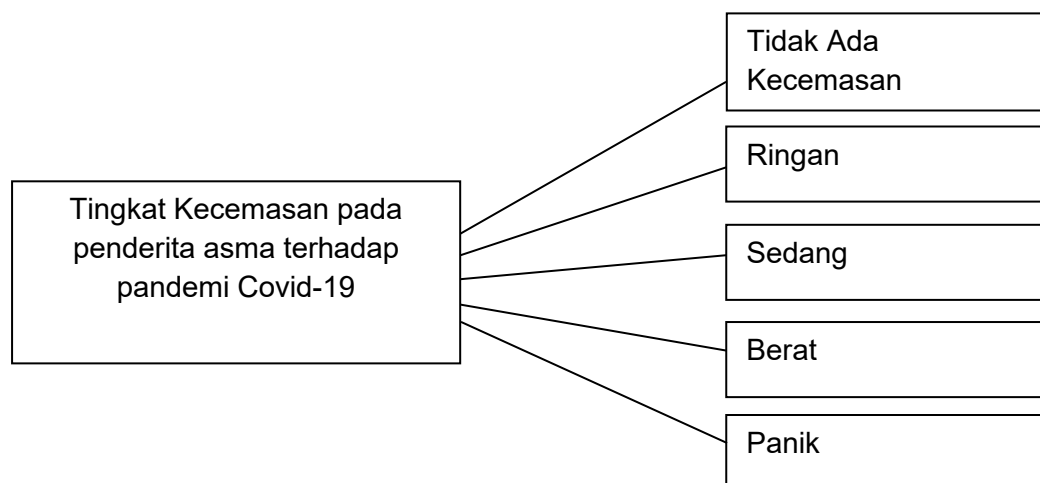 Tidak Ada
Kecemasan
Ringan
Tingkat Kecemasan pada
penderita asma terhadap
pandemi Covid-19
Sedang
Berat
Panik